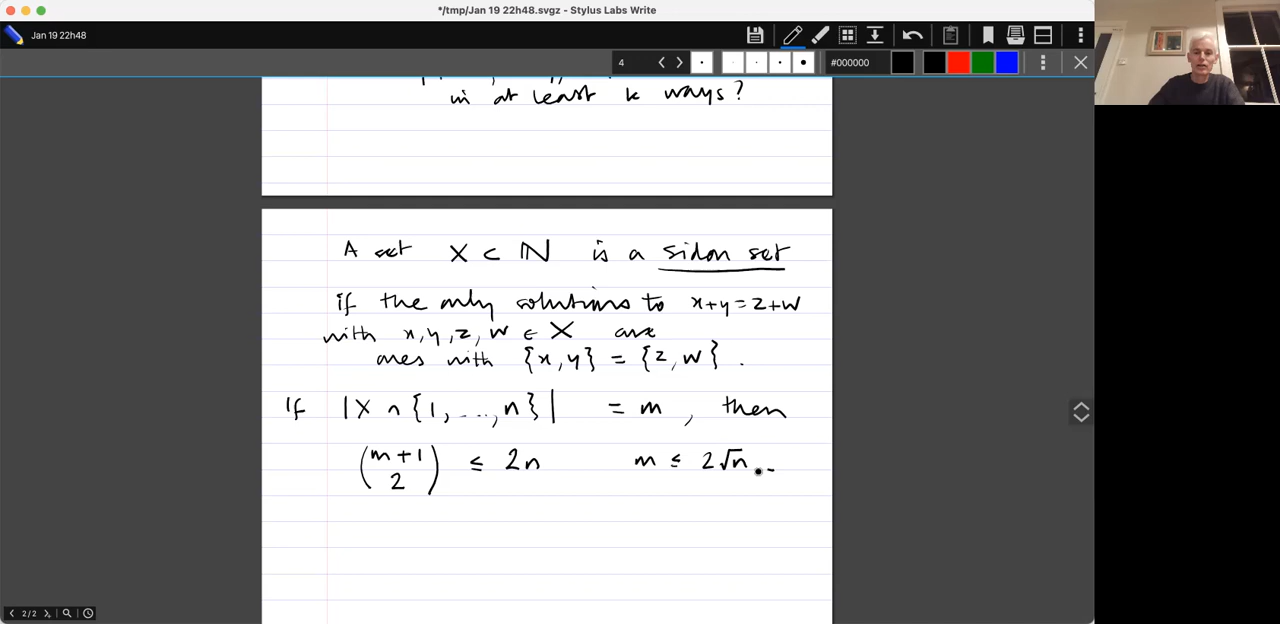 */tmp/Jan 19 22h48.svgz - Stylus Labs Write
Jan 19 22h48
4
#000000
in at least k ways?
A set X ⊂ ℕ is a sidon set
if the only solutions to x+y=z+w
with x,y,z,w ∈ X are
ones with {x,y} = {z,w}.
If |X ∩ {1,...,n}| = m, then
(m+1 2) ≤ 2n m ≤ 2√n.
2/2